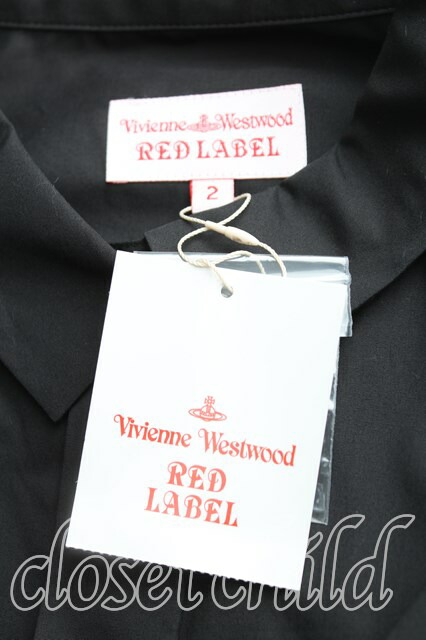 Vivienne Westwood
RED LABEL
2
Vivienne Westwood
RED
LABEL
closet child